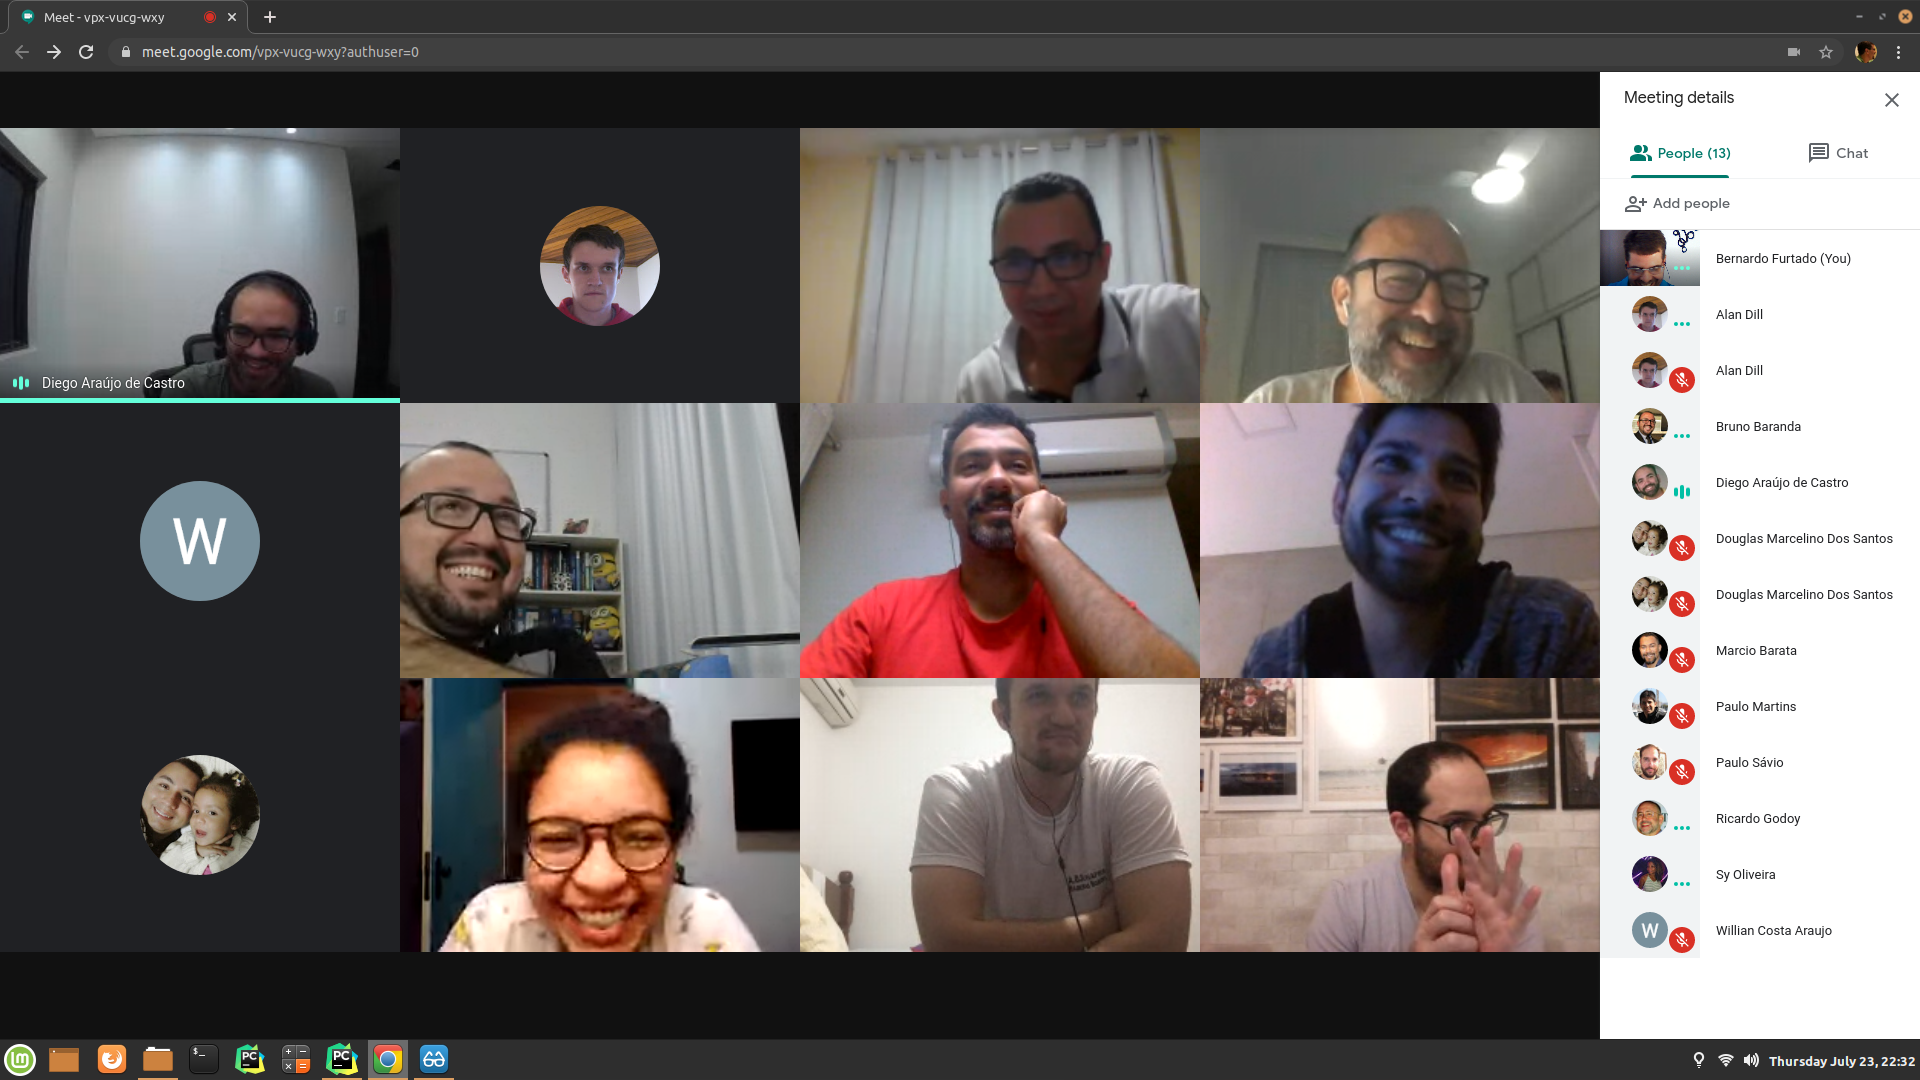 Meet - vpx-vucg-wxy
meet.google.com/vpx-vucg-wxy?authuser=0
Meeting details
People (13)
Chat
Add people
Bernardo Furtado (You)
Alan Dill
Alan Dill
Bruno Baranda
Diego Araújo de Castro
Douglas Marcelino Dos Santos
Douglas Marcelino Dos Santos
Marcio Barata
Paulo Martins
Paulo Sávio
Ricardo Godoy
Sy Oliveira
W
Willian Costa Araujo
Diego Araújo de Castro
W
PC
PC
Thursday July 23, 22:32